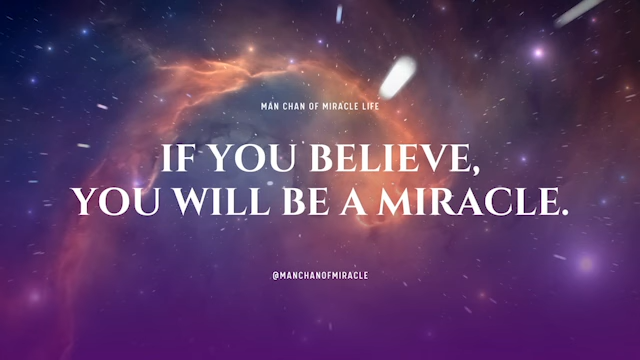 MAN CHAN OF MIRACLE LIFE
IF YOU BELIEVE,
YOU WILL BE A MIRACLE.
@MANCHANOFMIRACLE